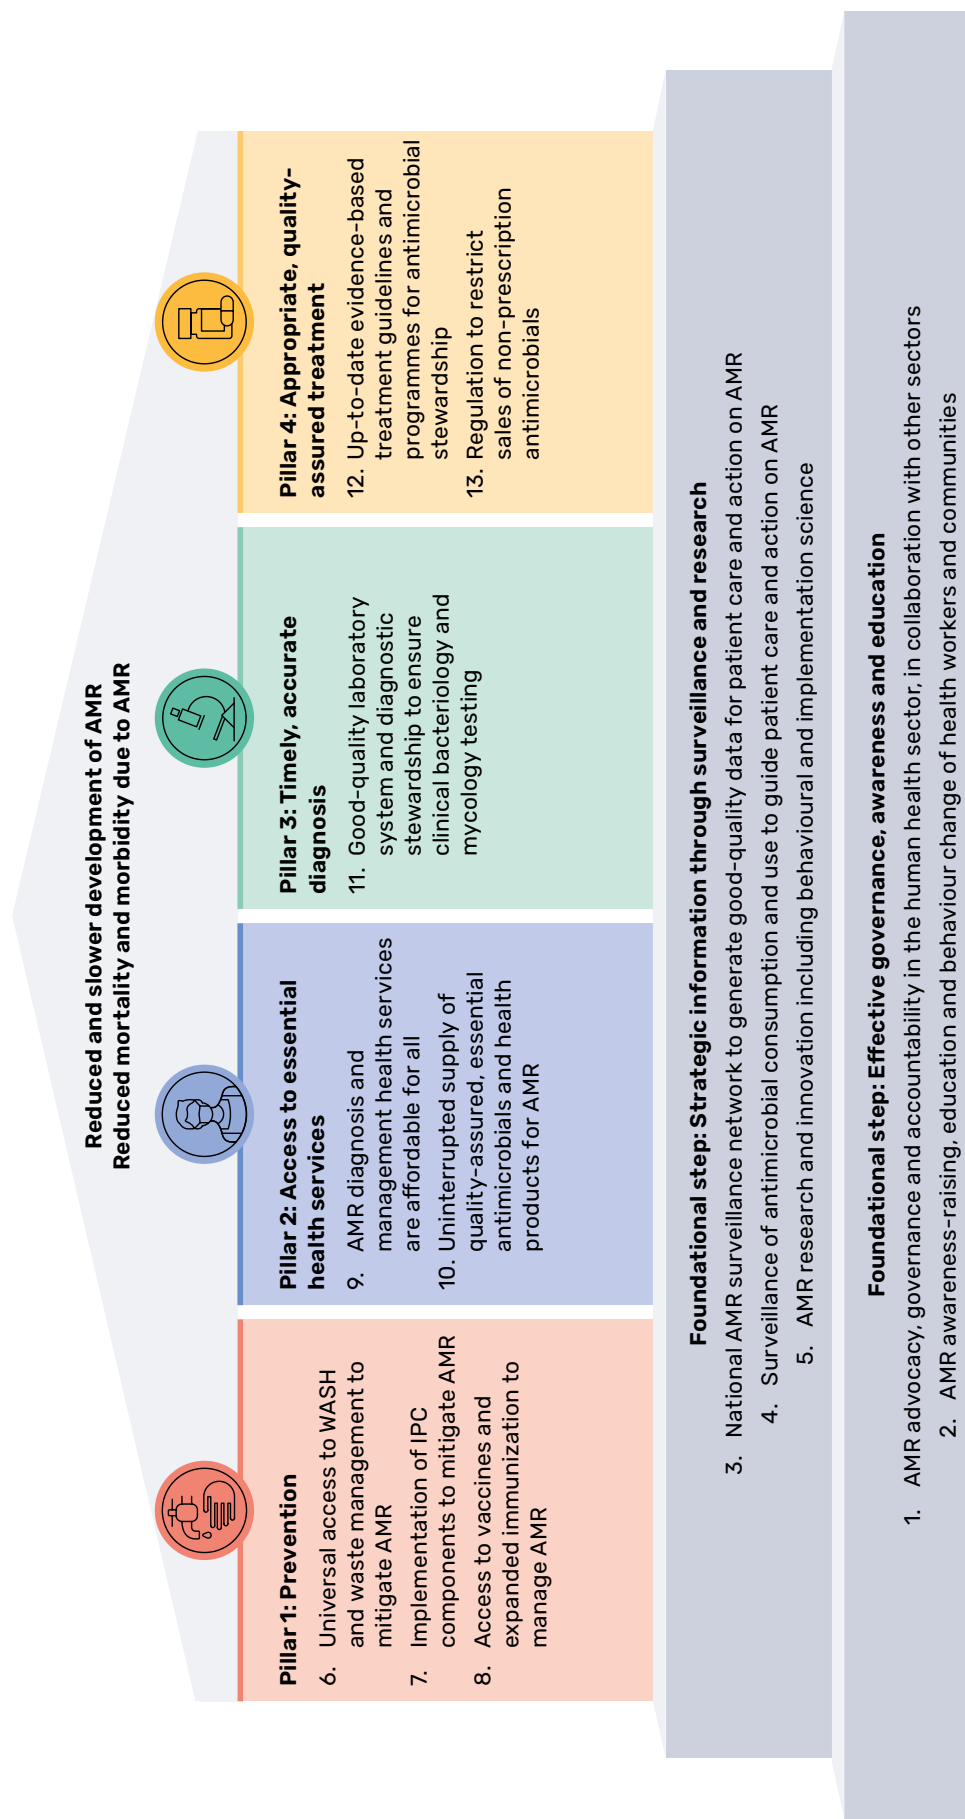 Reduced and slower development of AMR
Reduced mortality and morbidity due to AMR
Pillar 1: Prevention
6. Universal access to WASH
and waste management to
mitigate AMR
7. Implementation of IPC
components to mitigate AMR
8. Access to vaccines and
expanded immunization to
manage AMR
Pillar 2: Access to essential
health services
9. AMR diagnosis and
management health services
are affordable for all
10. Uninterrupted supply of
quality-assured, essential
antimicrobials and health
products for AMR
Pillar 3: Timely, accurate
diagnosis
11. Good-quality laboratory
system and diagnostic
stewardship to ensure
clinical bacteriology and
mycology testing
Pillar 4: Appropriate, quality-
assured treatment
12. Up-to-date evidence-based
treatment guidelines and
programmes for antimicrobial
stewardship
13. Regulation to restrict
sales of non-prescription
antimicrobials
Foundational step: Strategic information through surveillance and research
3. National AMR surveillance network to generate good-quality data for patient care and action on AMR
4. Surveillance of antimicrobial consumption and use to guide patient care and action on AMR
5. AMR research and innovation including behavioural and implementation science
Foundational step: Effective governance, awareness and education
1. AMR advocacy, governance and accountability in the human health sector, in collaboration with other sectors
2. AMR awareness-raising, education and behaviour change of health workers and communities